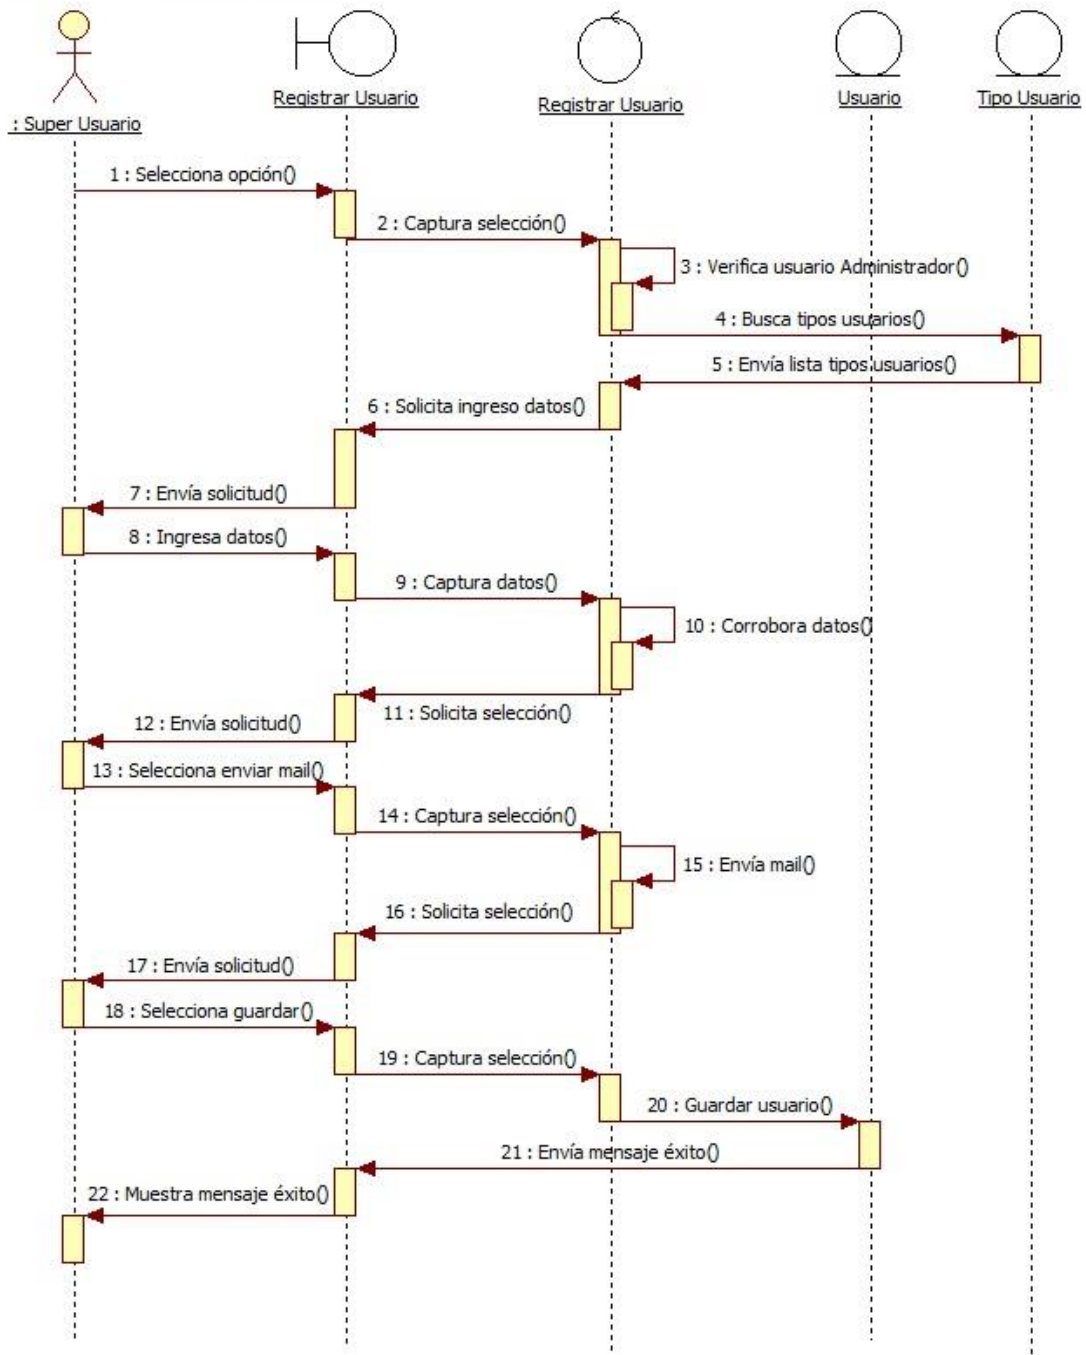 : Super Usuario
Registrar Usuario
Registrar Usuario
Usuario
Tipo Usuario
1 : Selecciona opción()
2 : Captura selección()
3 : Verifica usuario Administrador()
4 : Busca tipos usuarios()
5 : Envía lista tipos usuarios()
6 : Solicita ingreso datos()
7 : Envía solicitud()
8 : Ingresa datos()
9 : Captura datos()
10 : Corrobora datos()
11 : Solicita selección()
12 : Envía solicitud()
13 : Selecciona enviar mail()
14 : Captura selección()
15 : Envía mail()
16 : Solicita selección()
17 : Envía solicitud()
18 : Selecciona guardar()
19 : Captura selección()
20 : Guardar usuario()
21 : Envía mensaje éxito()
22 : Muestra mensaje éxito()